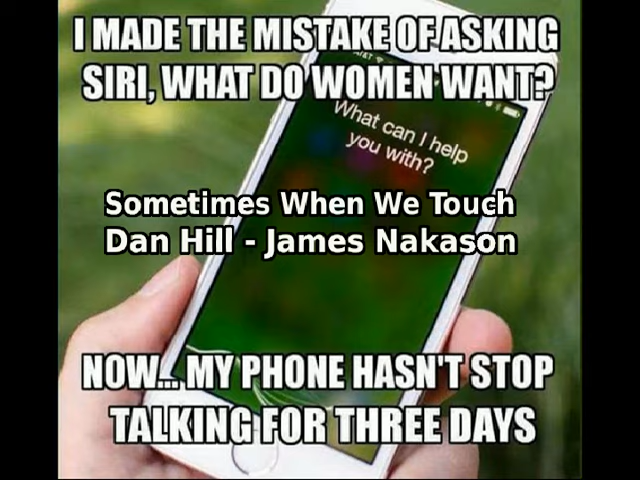 I MADE THE MISTAKE OF ASKING
SIRI, WHAT DO WOMEN WANT?
AT&T
What can I help
you with?
Sometimes When We Touch
Dan Hill - James Nakason
NOW... MY PHONE HASN'T STOP
TALKING FOR THREE DAYS